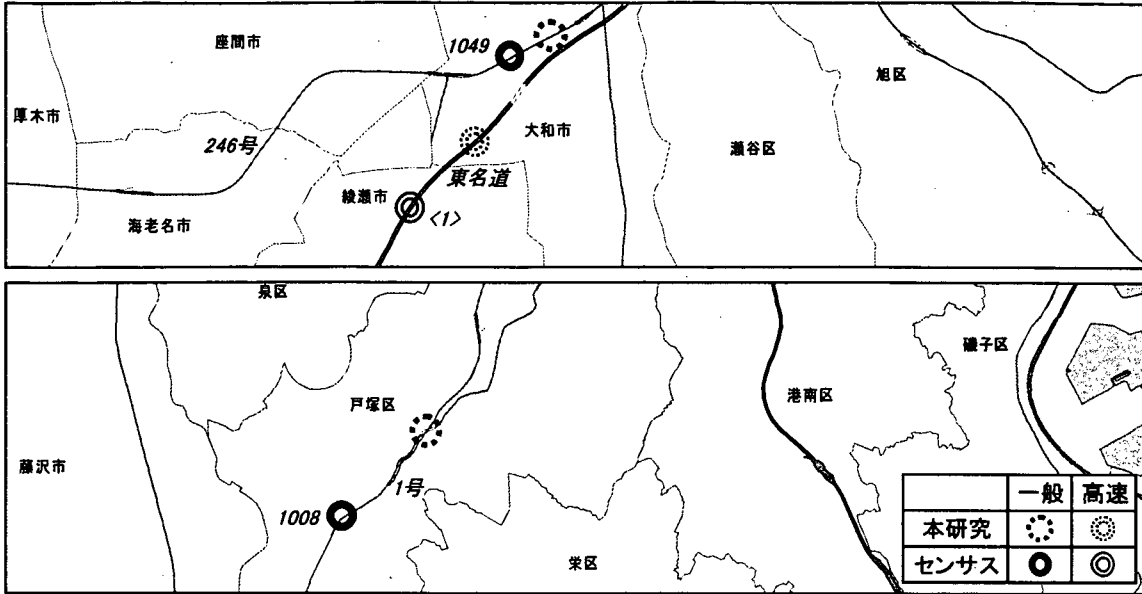 座間市
1049
旭区
厚木市
246号
大和市
瀬谷区
東名道
綾瀬市
<1>
海老名市
泉区
磯子区
戸塚区
港南区
藤沢市
1号
1008
栄区
一般 高速
本研究
センサス